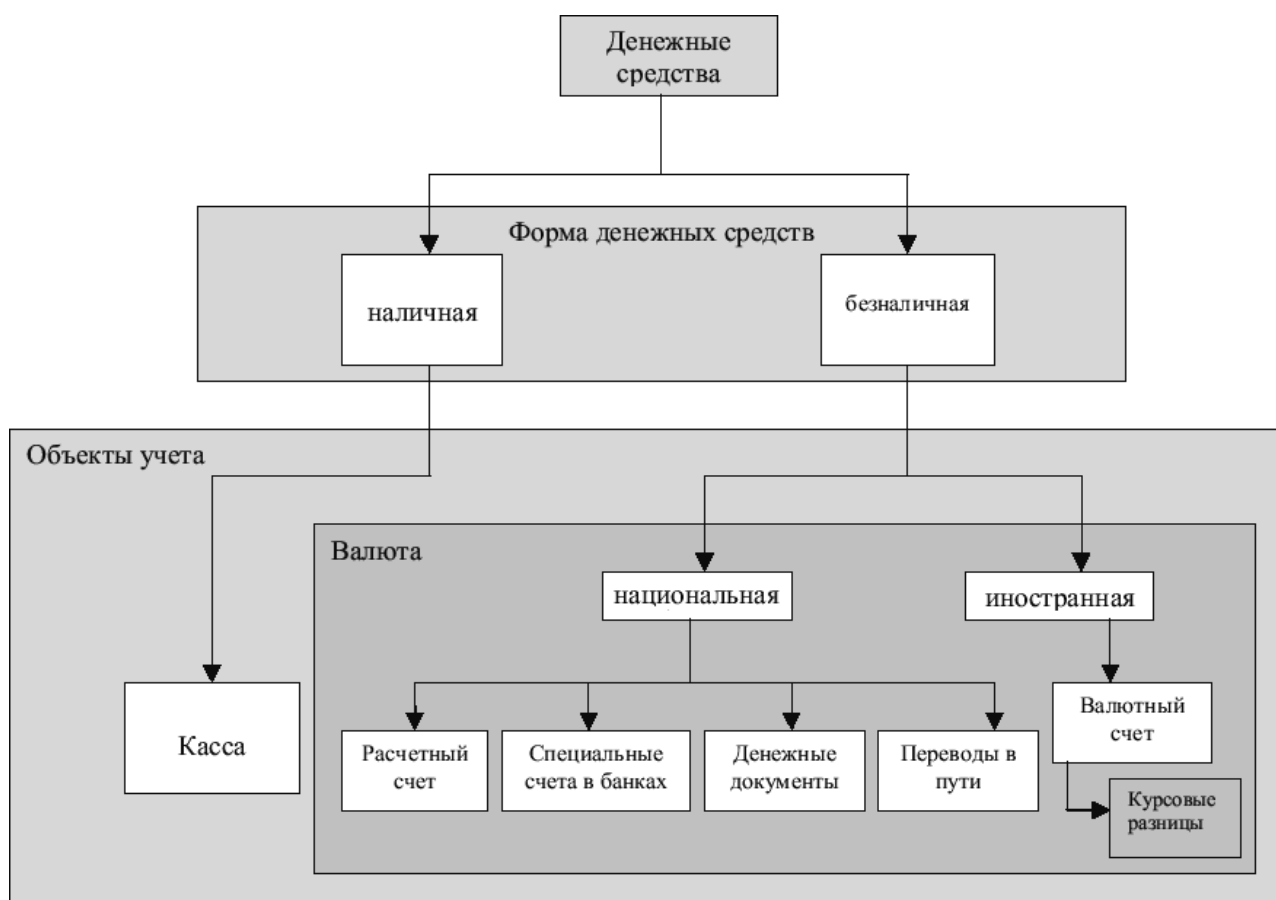 Денежные
средства
Форма денежных средств
наличная
безналичная
Объекты учета
Валюта
национальная
иностранная
Касса
Расчетный
счет
Специальные
счета в банках
Денежные
документы
Переводы в
пути
Валютный
счет
Курсовые
разницы